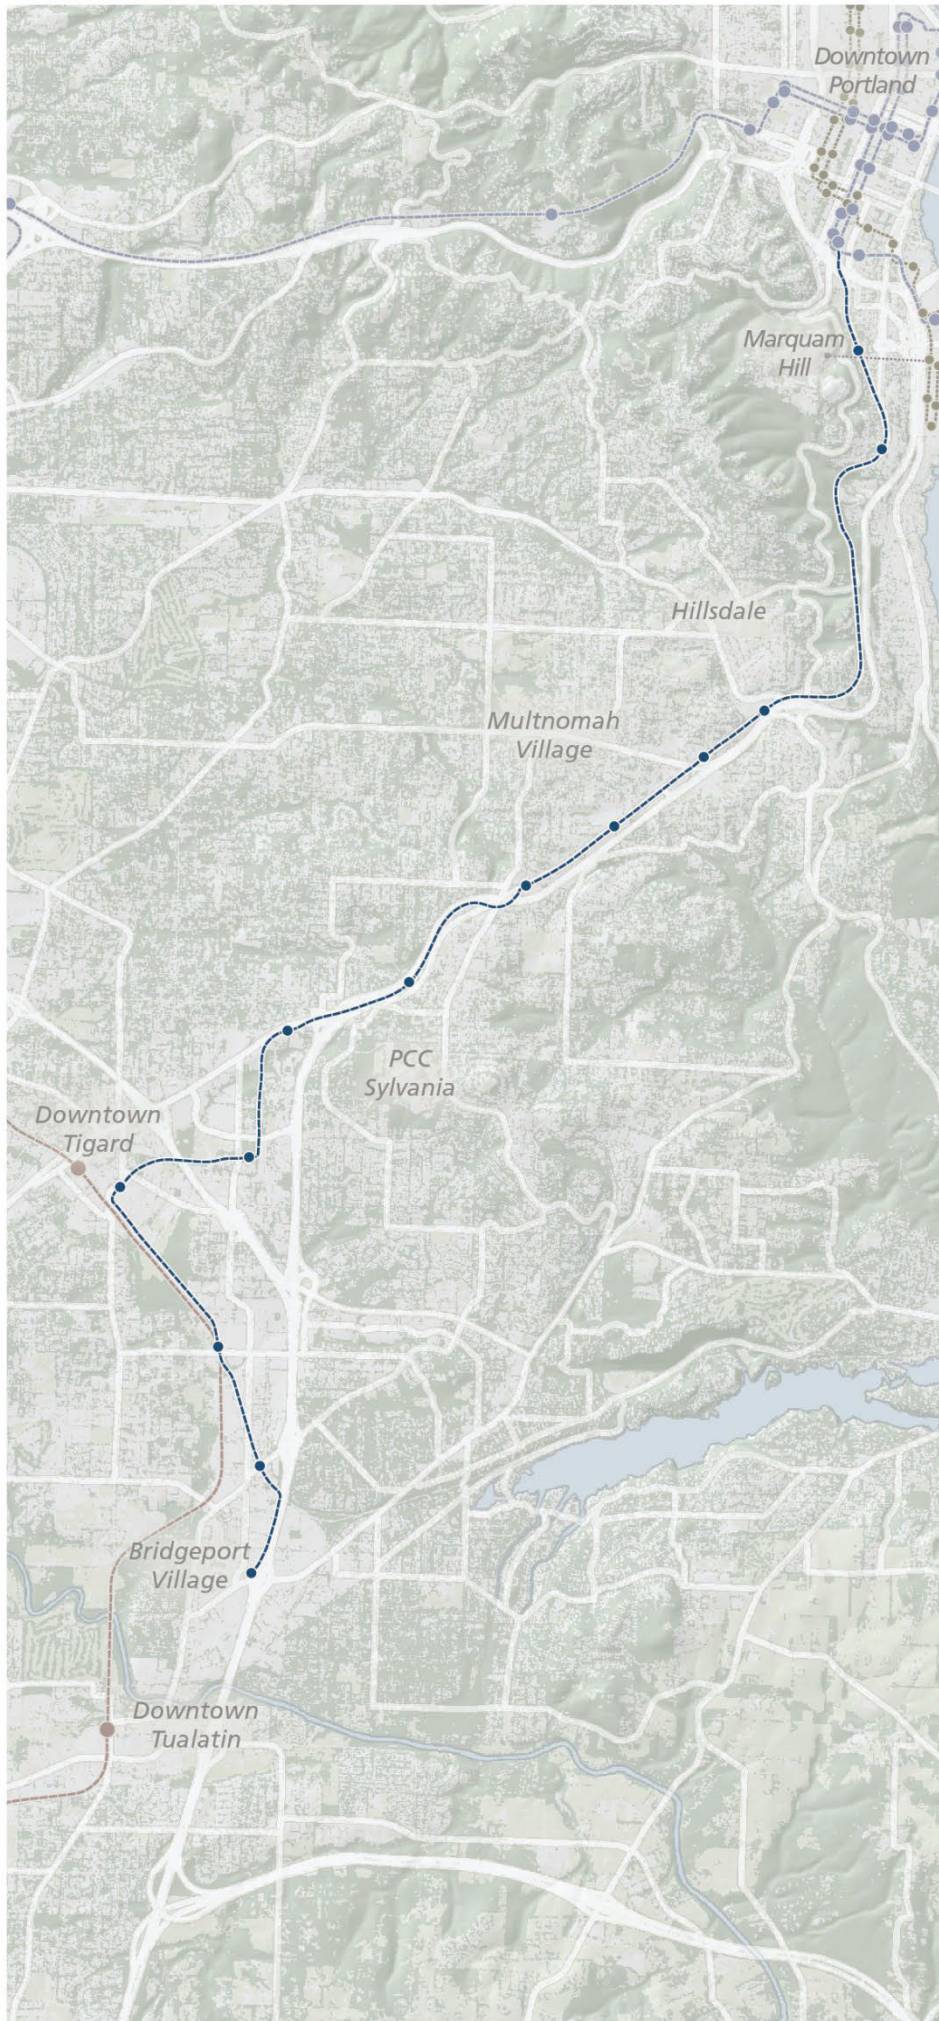 Downtown
Portland
Marquam
Hill
Hillsdale
Multnomah
Village
PCC
Sylvania
Downtown
Tigard
Bridgeport
Village
Downtown
Tualatin